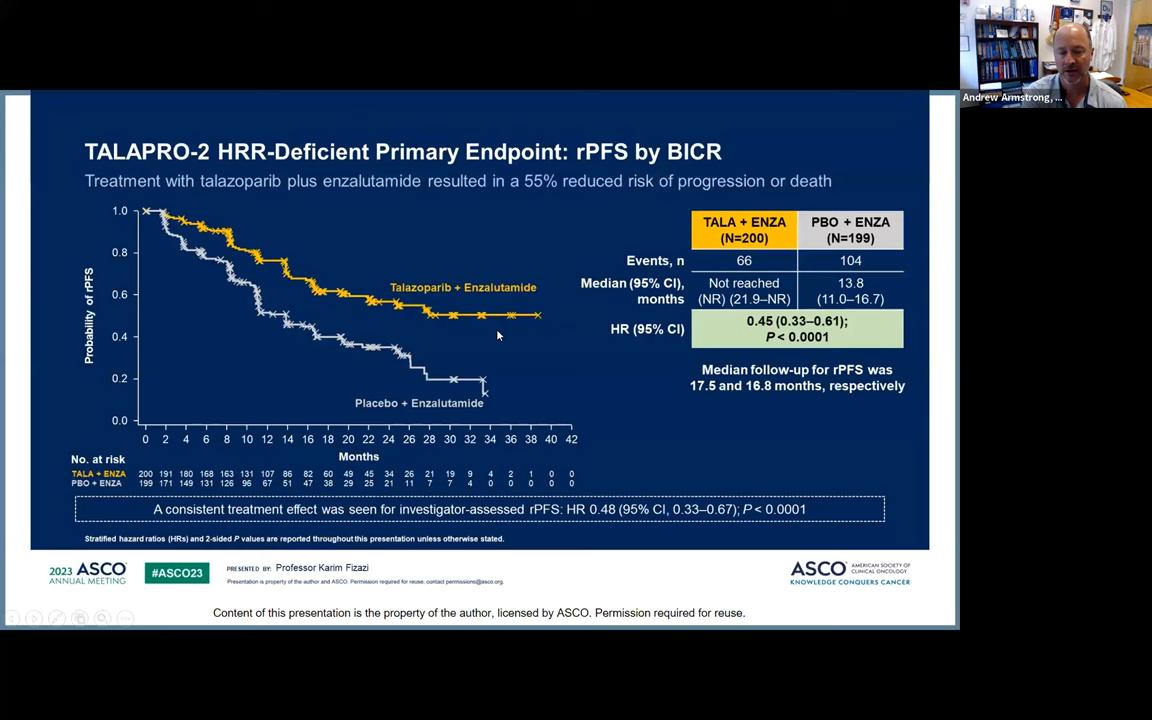 Andrew Armstrong, ...
TALAPRO-2 HRR-Deficient Primary Endpoint: rPFS by BICR
Treatment with talazoparib plus enzalutamide resulted in a 55% reduced risk of progression or death
1.0
0.8
0.6
0.4
0.2
0.0
Probability of rPFS
Talazoparib + Enzalutamide
Placebo + Enzalutamide
0 2 4 6 8 10 12 14 16 18 20 22 24 26 28 30 32 34 36 38 40 42
Months
No. at risk
TALA + ENZA 200 191 180 168 163 131 107 86 82 60 49 45 34 26 21 19 9 4 2 1 0 0
PBO + ENZA 199 171 149 131 126 96 67 51 47 38 29 25 21 11 7 7 4 0 0 0 0 0
TALA + ENZA PBO + ENZA
(N=200) (N=199)
Events, n 66 104
Median (95% CI), Not reached 13.8
months (NR) (21.9–NR) (11.0–16.7)
HR (95% CI) 0.45 (0.33–0.61);
P < 0.0001
Median follow-up for rPFS was
17.5 and 16.8 months, respectively
A consistent treatment effect was seen for investigator-assessed rPFS: HR 0.48 (95% CI, 0.33–0.67); P < 0.0001
Stratified hazard ratios (HRs) and 2-sided P values are reported throughout this presentation unless otherwise stated.
2023 ASCO
ANNUAL MEETING
#ASCO23
PRESENTED BY: Professor Karim Fizazi
Presentation is property of the author and ASCO. Permission required for reuse; contact permissions@asco.org.
ASCO AMERICAN SOCIETY OF
CLINICAL ONCOLOGY
KNOWLEDGE CONQUERS CANCER
Content of this presentation is the property of the author, licensed by ASCO. Permission required for reuse.